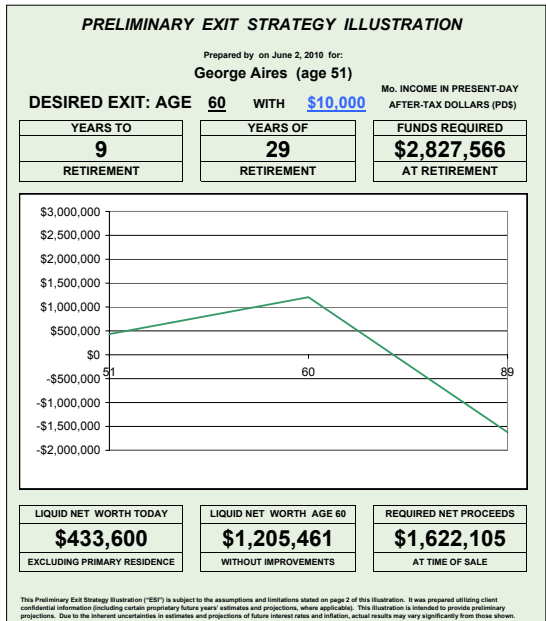 PRELIMINARY EXIT STRATEGY ILLUSTRATION
Prepared by on June 2, 2010 for:
George Aires (age 51)
DESIRED EXIT: AGE 60 WITH $10,000 Mo. INCOME IN PRESENT-DAY
AFTER-TAX DOLLARS (PD$)
YEARS TO
9
RETIREMENT
YEARS OF
29
RETIREMENT
FUNDS REQUIRED
$2,827,566
AT RETIREMENT
$3,000,000
$2,500,000
$2,000,000
$1,500,000
$1,000,000
$500,000
$0
-$500,000
-$1,000,000
-$1,500,000
-$2,000,000
51 60 89
LIQUID NET WORTH TODAY
$433,600
EXCLUDING PRIMARY RESIDENCE
LIQUID NET WORTH AGE 60
$1,205,461
WITHOUT IMPROVEMENTS
REQUIRED NET PROCEEDS
$1,622,105
AT TIME OF SALE
This Preliminary Exit Strategy Illustration ("ESI") is subject to the assumptions and limitations stated on page 2 of this illustration. It was prepared utilizing client
confidential information (including certain proprietary future years' estimates and projections, where applicable). This illustration is intended to provide preliminary
projections. Due to the inherent uncertainties in estimates and projections of future interest rates and inflation, actual results may vary significantly from those shown.